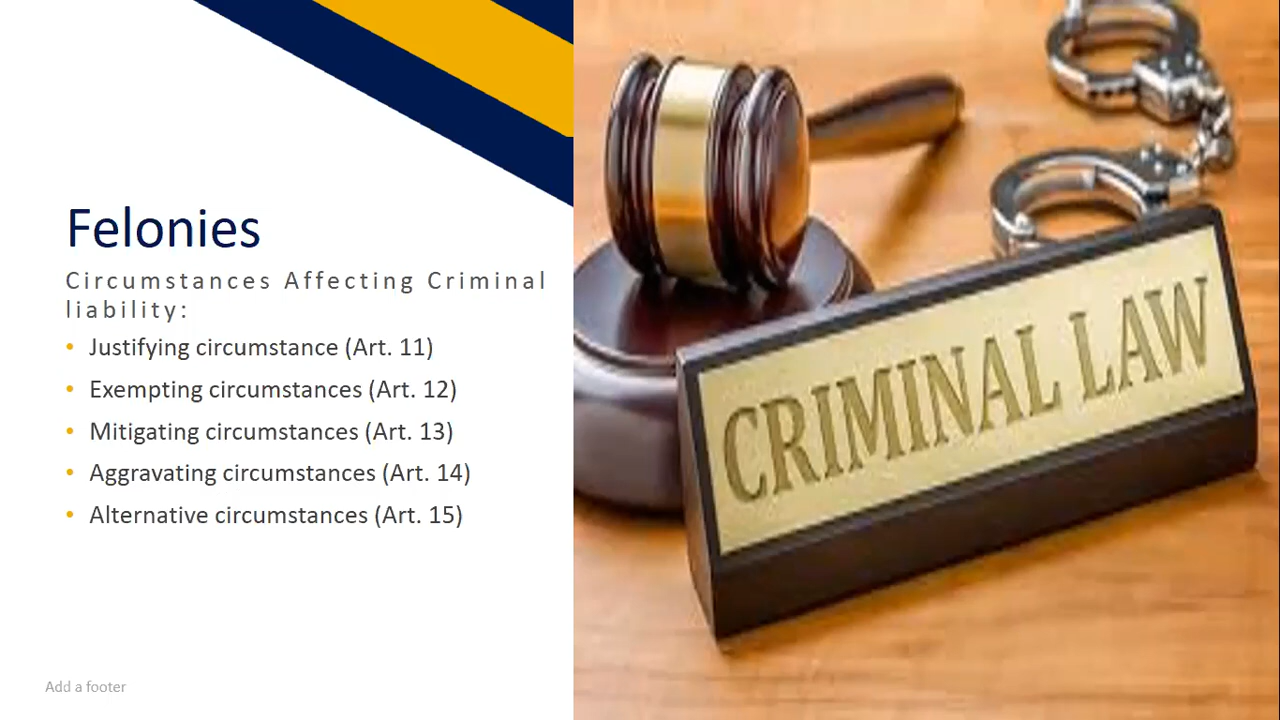 Felonies
Circumstances Affecting Criminal
liability:
• Justifying circumstance (Art. 11)
• Exempting circumstances (Art. 12)
• Mitigating circumstances (Art. 13)
• Aggravating circumstances (Art. 14)
• Alternative circumstances (Art. 15)
Add a footer
CRIMINAL LAW